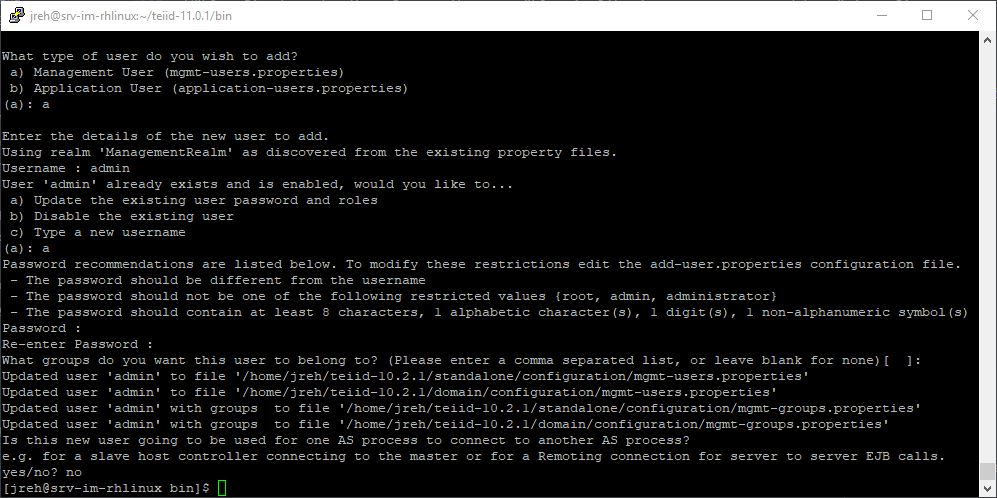 jreh@srv-im-rhlinux:~/teiid-11.0.1/bin
What type of user do you wish to add?
 a) Management User (mgmt-users.properties)
 b) Application User (application-users.properties)
(a): a
Enter the details of the new user to add.
Using realm 'ManagementRealm' as discovered from the existing property files.
Username : admin
User 'admin' already exists and is enabled, would you like to...
 a) Update the existing user password and roles
 b) Disable the existing user
 c) Type a new username
(a): a
Password recommendations are listed below. To modify these restrictions edit the add-user.properties configuration file.
 - The password should be different from the username
 - The password should not be one of the following restricted values {root, admin, administrator}
 - The password should contain at least 8 characters, 1 alphabetic character(s), 1 digit(s), 1 non-alphanumeric symbol(s)
Password :
Re-enter Password :
What groups do you want this user to belong to? (Please enter a comma separated list, or leave blank for none)[  ]:
Updated user 'admin' to file '/home/jreh/teiid-10.2.1/standalone/configuration/mgmt-users.properties'
Updated user 'admin' to file '/home/jreh/teiid-10.2.1/domain/configuration/mgmt-users.properties'
Updated user 'admin' with groups  to file '/home/jreh/teiid-10.2.1/standalone/configuration/mgmt-groups.properties'
Updated user 'admin' with groups  to file '/home/jreh/teiid-10.2.1/domain/configuration/mgmt-groups.properties'
Is this new user going to be used for one AS process to connect to another AS process?
e.g. for a slave host controller connecting to the master or for a Remoting connection for server to server EJB calls.
yes/no? no
[jreh@srv-im-rhlinux bin]$